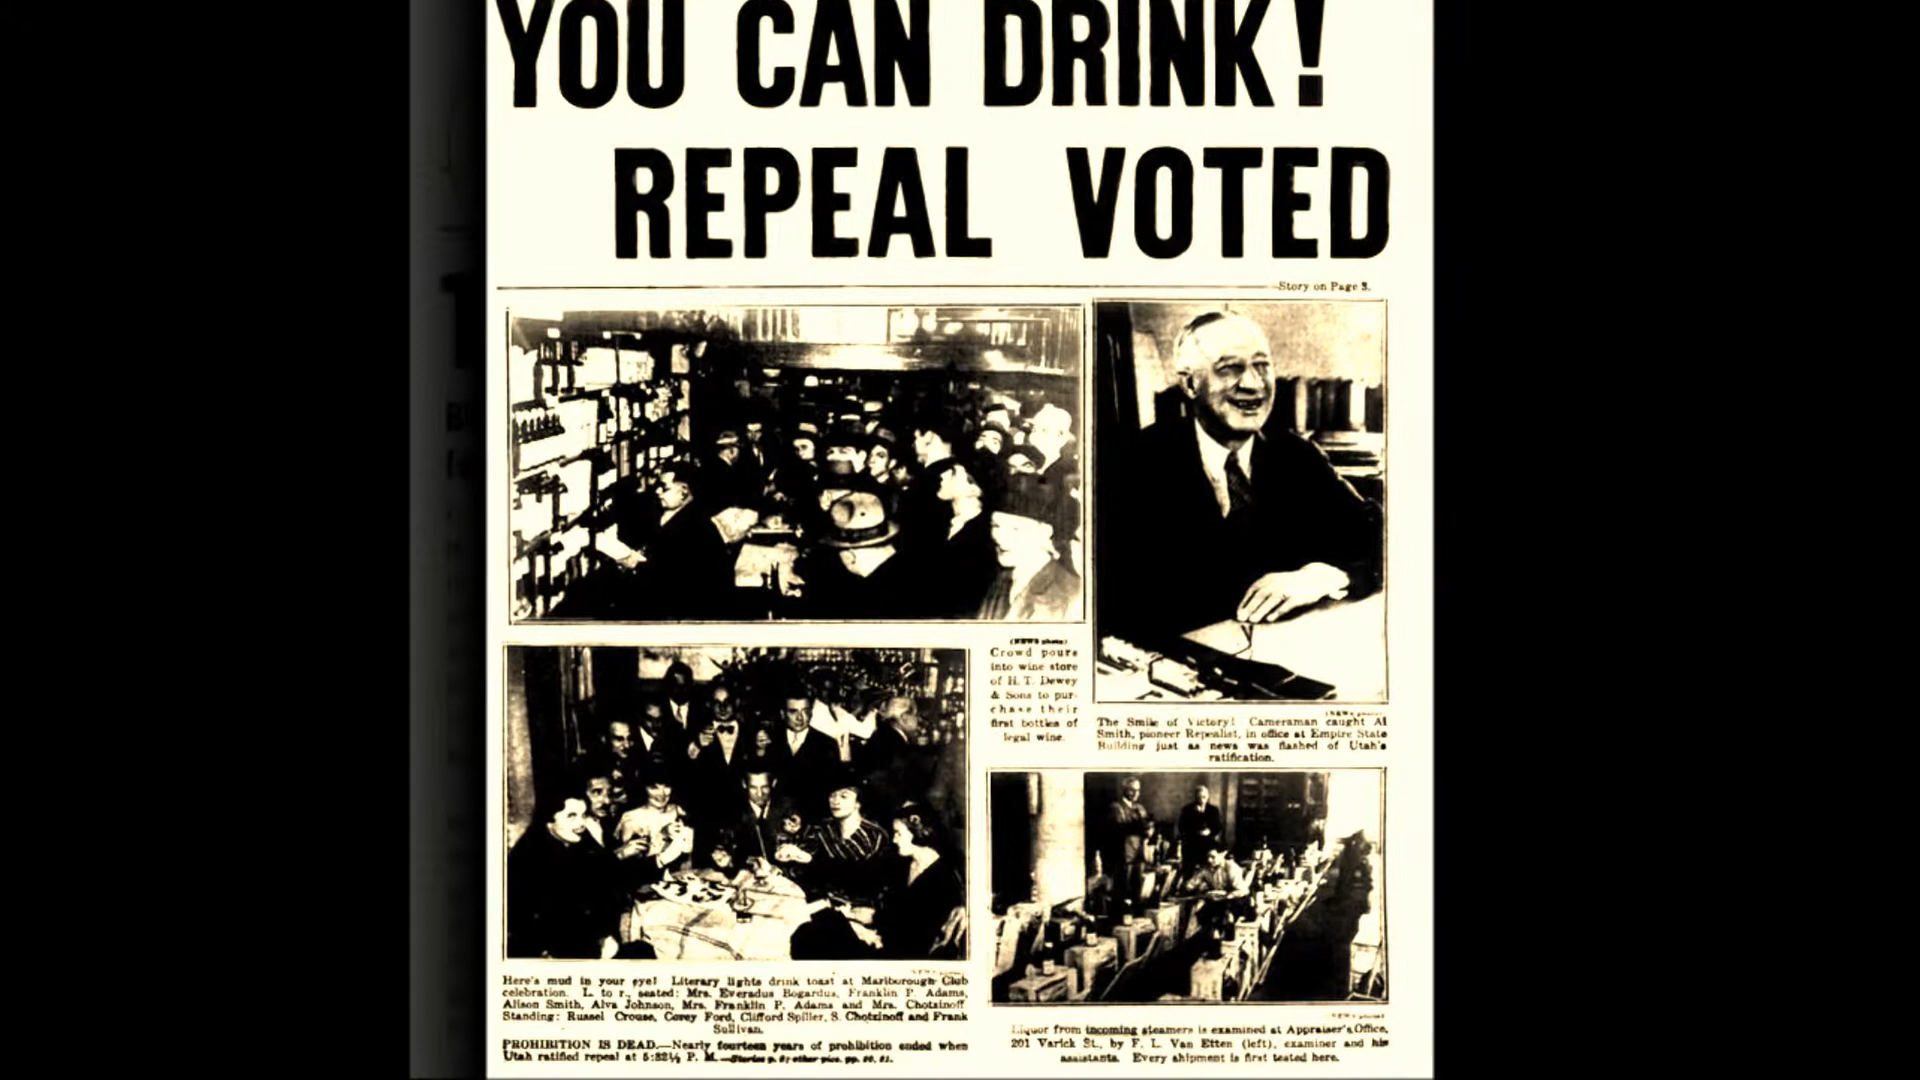 YOU CAN DRINK!
REPEAL VOTED
Story on Page 3.
(NEWS photo)
Crowd pours
into wine store
of H. T. Dewey
& Sons to pur-
chase their
first bottles of
legal wine.
The Smile of Victory! Cameraman caught Al
Smith, pioneer Repealist, in office at Empire State
Building just as news was flashed of Utah's
ratification.
Here's mud in your eye! Literary lights drink toast at Marlborough Club
celebration. L. to r., seated: Mrs. Everadus Bogardus, Franklin P. Adams,
Alison Smith, Alva Johnson, Mrs. Franklin P. Adams and Mrs. Chotzinoff
Standing: Russel Crouse, Corey Ford, Clifford Spiller, S. Chotzinoff and Frank
Sullivan.
PROHIBITION IS DEAD.—Nearly fourteen years of prohibition ended when
Utah ratified repeal at 5:32½ P. M.
Liquor from incoming steamers is examined at Appraiser's Office,
201 Varick St., by F. L. Van Etten (left), examiner and his
assistants. Every shipment is first tested here.